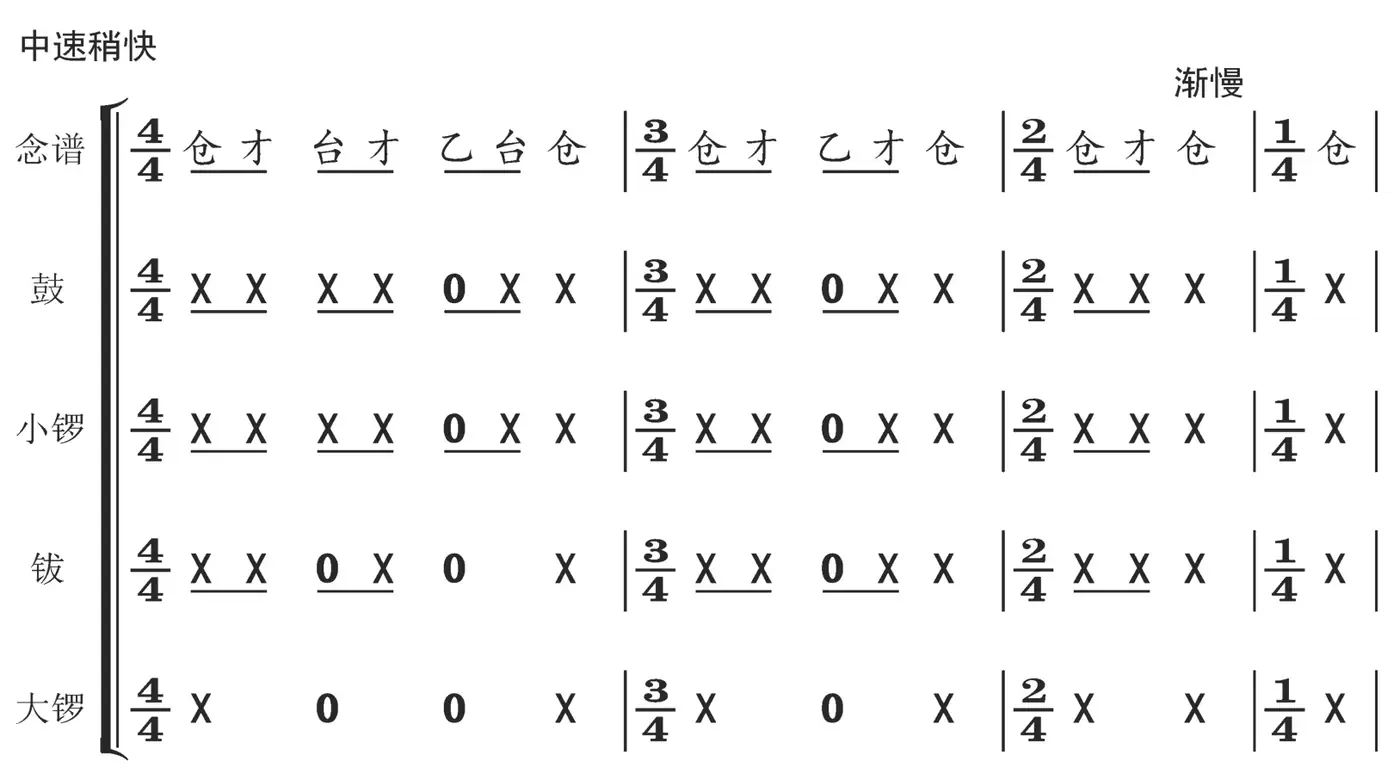 中速稍快
渐慢
念谱 4/4 仓 才 台 才 乙 台 仓 | 3/4 仓 才 乙 才 仓 | 2/4 仓 才 仓 | 1/4 仓 |
鼓 4/4 X X X X 0 X X | 3/4 X X 0 X X | 2/4 X X X | 1/4 X |
小锣 4/4 X X X X 0 X X | 3/4 X X 0 X X | 2/4 X X X | 1/4 X |
钹 4/4 X X 0 X 0 X | 3/4 X X 0 X X | 2/4 X X X | 1/4 X |
大锣 4/4 X 0 0 X | 3/4 X 0 X | 2/4 X X | 1/4 X |